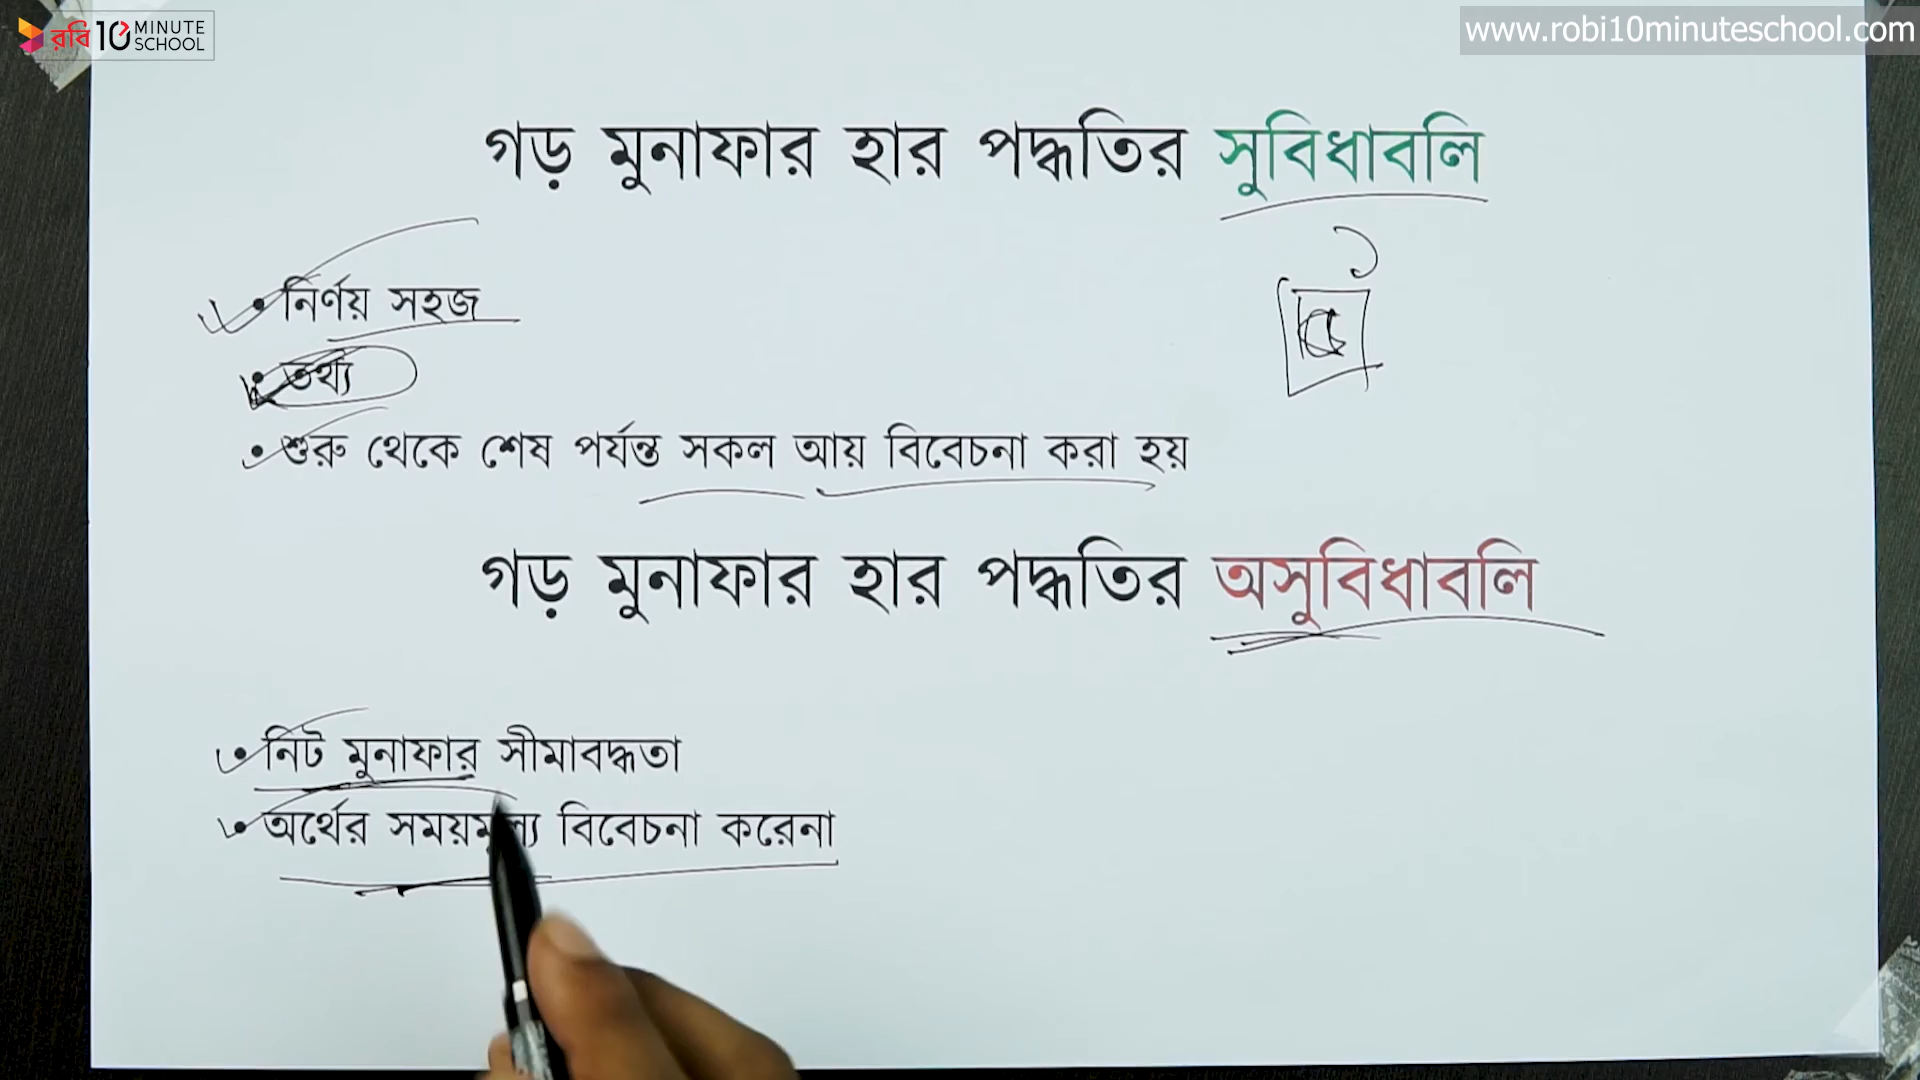 রবি 10 MINUTE SCHOOL
www.robi10minuteschool.com
গড় মুনাফার হার পদ্ধতির সুবিধাবলি
• নির্ণয় সহজ
• তথ্য
• শুরু থেকে শেষ পর্যন্ত সকল আয় বিবেচনা করা হয়
গড় মুনাফার হার পদ্ধতির অসুবিধাবলি
• নিট মুনাফার সীমাবদ্ধতা
• অর্থের সময়মূল্য বিবেচনা করেনা